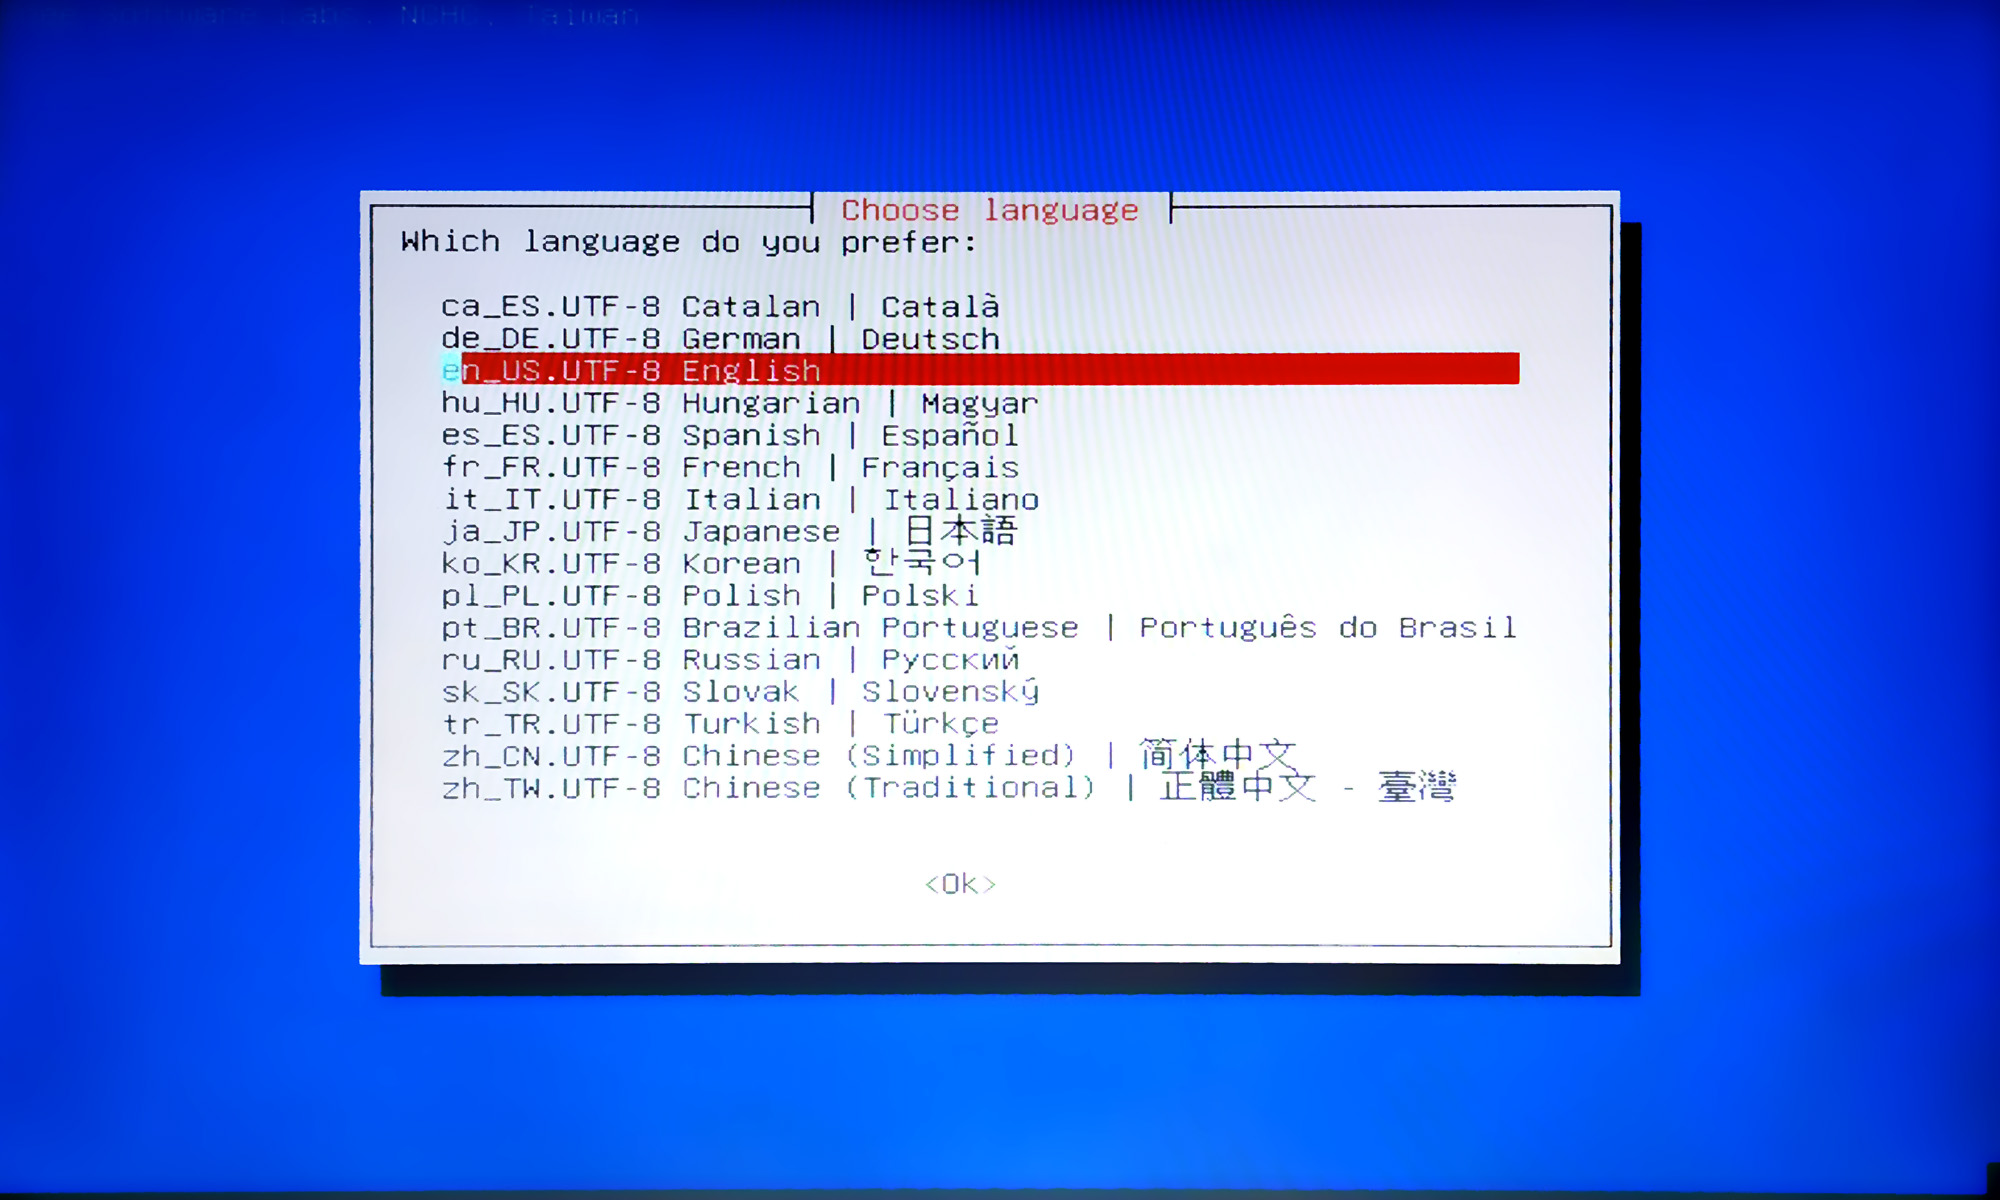 Software Labs, NCHC, Taiwan
Choose language
Which language do you prefer:
ca_ES.UTF-8 Catalan | Català
de_DE.UTF-8 German | Deutsch
en_US.UTF-8 English
hu_HU.UTF-8 Hungarian | Magyar
es_ES.UTF-8 Spanish | Español
fr_FR.UTF-8 French | Français
it_IT.UTF-8 Italian | Italiano
ja_JP.UTF-8 Japanese | 日本語
ko_KR.UTF-8 Korean | 한국어
pl_PL.UTF-8 Polish | Polski
pt_BR.UTF-8 Brazilian Portuguese | Português do Brasil
ru_RU.UTF-8 Russian | Русский
sk_SK.UTF-8 Slovak | Slovenský
tr_TR.UTF-8 Turkish | Türkçe
zh_CN.UTF-8 Chinese (Simplified) | 简体中文
zh_TW.UTF-8 Chinese (Traditional) | 正體中文 - 臺灣
<Ok>